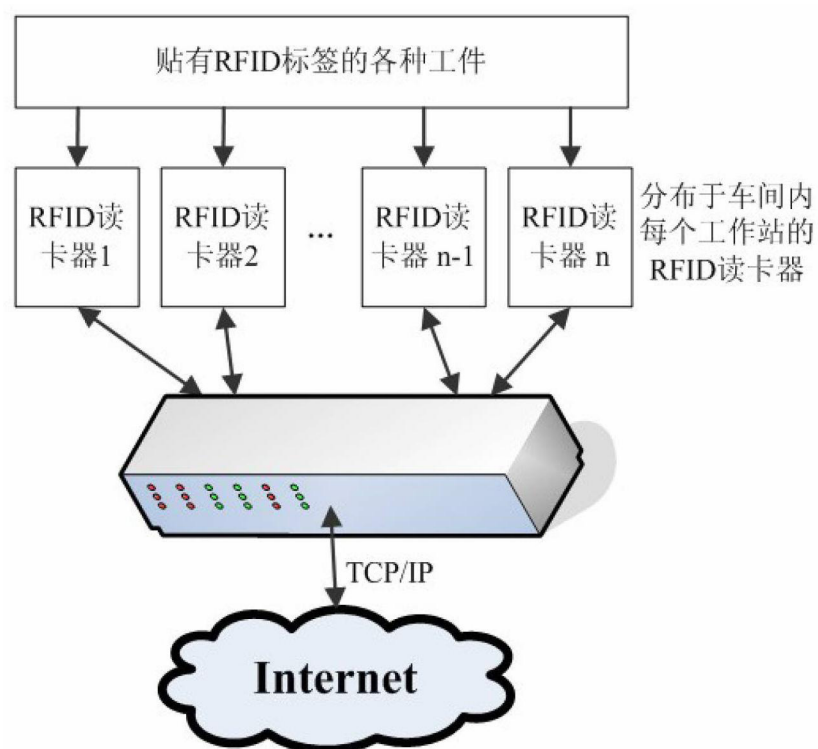 贴有RFID标签的各种工件
RFID读
卡器1
RFID读
卡器2
...
RFID读
卡器 n-1
RFID读
卡器 n
分布于车间内
每个工作站的
RFID读卡器
TCP/IP
Internet